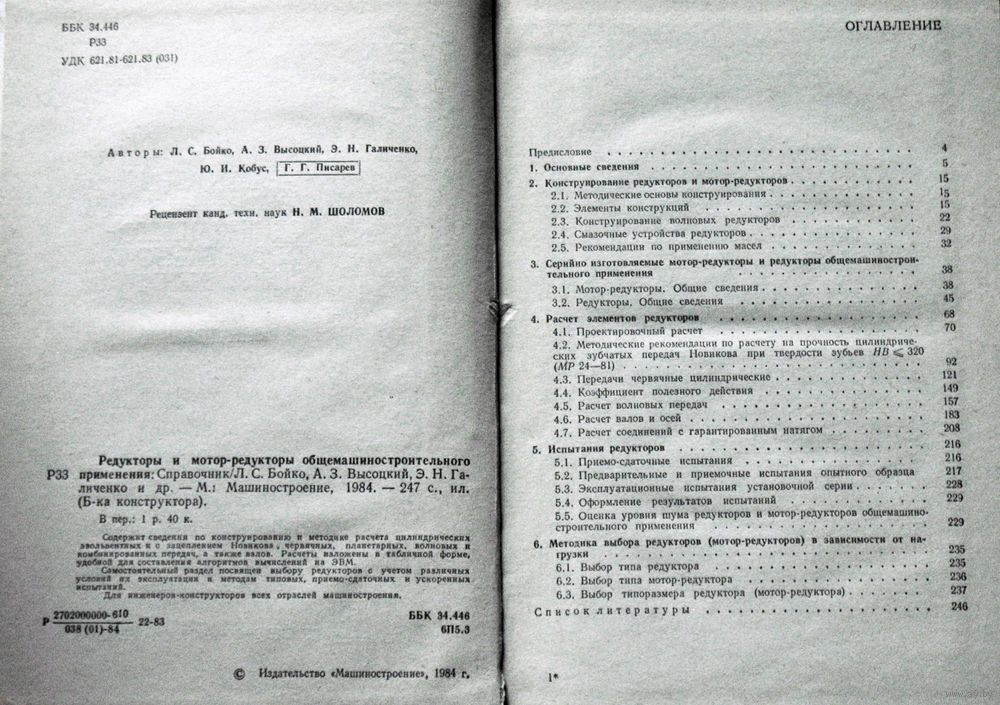 ББК 34.446
Р33
УДК 621.81-621.83 (031)
Авторы: Л. С. Бойко, А. З. Высоцкий, Э. Н. Галиченко,
Ю. И. Кобус, Г. Г. Писарев
Рецензент канд. техн. наук Н. М. ШОЛОМОВ
Редукторы и мотор-редукторы общемашиностроительного
Р33 применения: Справочник/Л. С. Бойко, А. З. Высоцкий, Э. Н. Га-
личенко и др. — М.: Машиностроение, 1984. — 247 с., ил.
(Б-ка конструктора).
В пер.: 1 р. 40 к.
Содержит сведения по конструированию и методике расчета цилиндрических
эвольвентных и с зацеплением Новикова, червячных, планетарных, волновых и
комбинированных передач, а также валов. Расчеты изложены в табличной форме,
удобной для составления алгоритмов вычислений на ЭВМ.
Самостоятельный раздел посвящен выбору редукторов с учетом различных
условий их эксплуатации и методам типовых, приемо-сдаточных и ускоренных
испытаний.
Для инженеров-конструкторов всех отраслей машиностроения.
Р 2702000000-610 / 038 (01)-84 22-83
ББК 34.446
6П5.3
© Издательство «Машиностроение», 1984 г.
ОГЛАВЛЕНИЕ
Предисловие . . . 4
1. Основные сведения . . . 5
2. Конструирование редукторов и мотор-редукторов . . . 15
2.1. Методические основы конструирования . . . 15
2.2. Элементы конструкций . . . 15
2.3. Конструирование волновых редукторов . . . 22
2.4. Смазочные устройства редукторов . . . 29
2.5. Рекомендации по применению масел . . . 32
3. Серийно изготовляемые мотор-редукторы и редукторы общемашинострои-
тельного применения . . . 38
3.1. Мотор-редукторы. Общие сведения . . . 38
3.2. Редукторы. Общие сведения . . . 45
4. Расчет элементов редукторов . . . 68
4.1. Проектировочный расчет . . . 70
4.2. Методические рекомендации по расчету на прочность цилиндриче-
ских зубчатых передач Новикова при твердости зубьев HB ⩽ 320
(МР 24—81) . . . 92
4.3. Передачи червячные цилиндрические . . . 121
4.4. Коэффициент полезного действия . . . 149
4.5. Расчет волновых передач . . . 157
4.6. Расчет валов и осей . . . 183
4.7. Расчет соединений с гарантированным натягом . . . 208
5. Испытания редукторов . . . 216
5.1. Приемо-сдаточные испытания . . . 216
5.2. Предварительные и приемочные испытания опытного образца 217
5.3. Эксплуатационные испытания установочной серии . . . 228
5.4. Оформление результатов испытаний . . . 229
5.5. Оценка уровня шума редукторов и мотор-редукторов общемашино-
строительного применения . . . 229
6. Методика выбора редукторов (мотор-редукторов) в зависимости от на-
грузки . . . 235
6.1. Выбор типа редуктора . . . 235
6.2. Выбор типа мотор-редуктора . . . 236
6.3. Выбор типоразмера редуктора (мотор-редуктора) . . . 237
Список литературы . . . 246
1*